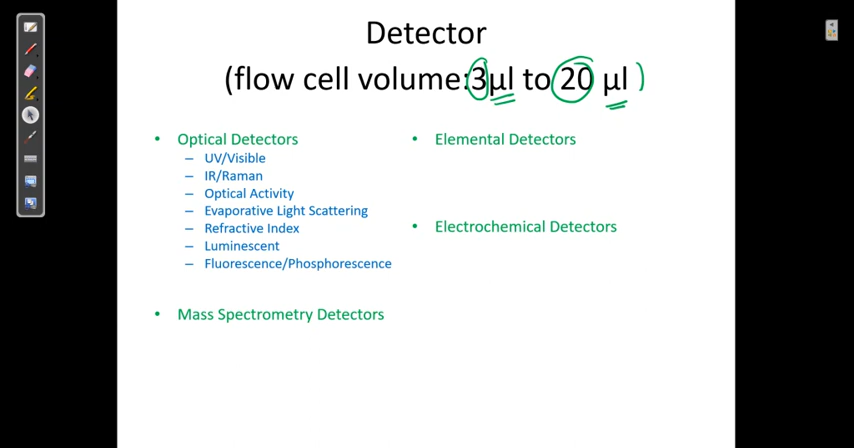 Detector
(flow cell volume:3µl to 20 µl )
• Optical Detectors
– UV/Visible
– IR/Raman
– Optical Activity
– Evaporative Light Scattering
– Refractive Index
– Luminescent
– Fluorescence/Phosphorescence
• Mass Spectrometry Detectors
• Elemental Detectors
• Electrochemical Detectors